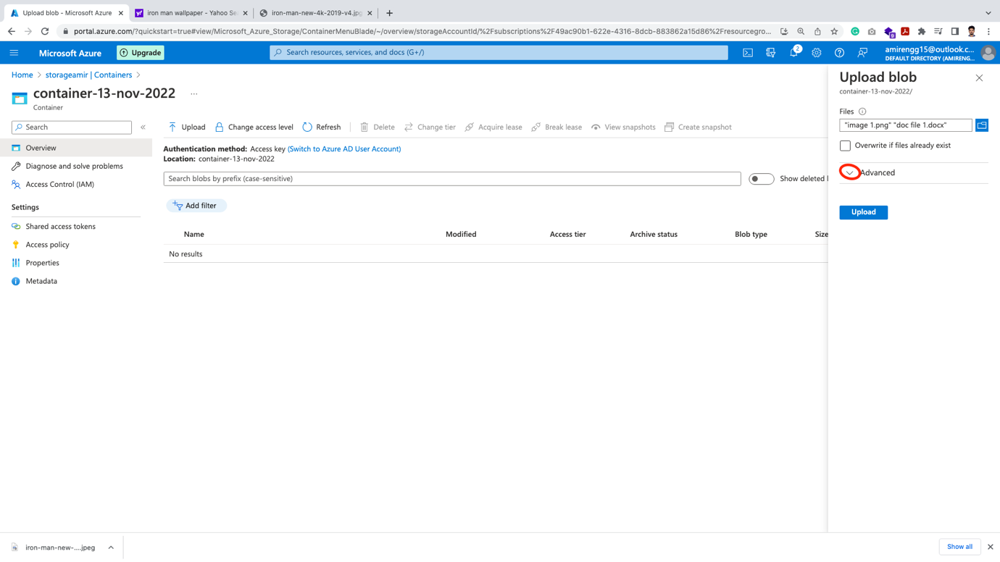 Upload blob - Microsoft Azure
iron man wallpaper - Yahoo Se
iron-man-new-4k-2019-v4.jpg
portal.azure.com/?quickstart=true#view/Microsoft_Azure_Storage/ContainerMenuBlade/~/overview/storageAccountId/%2Fsubscriptions%2F49ac90b1-622e-4316-8dcb-883862a15d86%2Fresourcegro...
9
Microsoft Azure
Upgrade
Search resources, services, and docs (G+/)
2
amirengg15@outlook.c...
DEFAULT DIRECTORY (AMIRENG...
Home > storageamir | Containers >
container-13-nov-2022 ...
Container
Search
Overview
Diagnose and solve problems
Access Control (IAM)
Settings
Shared access tokens
Access policy
Properties
Metadata
Upload
Change access level
Refresh
Delete
Change tier
Acquire lease
Break lease
View snapshots
Create snapshot
Authentication method: Access key (Switch to Azure AD User Account)
Location: container-13-nov-2022
Search blobs by prefix (case-sensitive)
Show deleted
Add filter
Name Modified Access tier Archive status Blob type Size
No results
Upload blob
container-13-nov-2022/
Files
"image 1.png" "doc file 1.docx"
Overwrite if files already exist
Advanced
Upload
iron-man-new-....jpeg
Show all